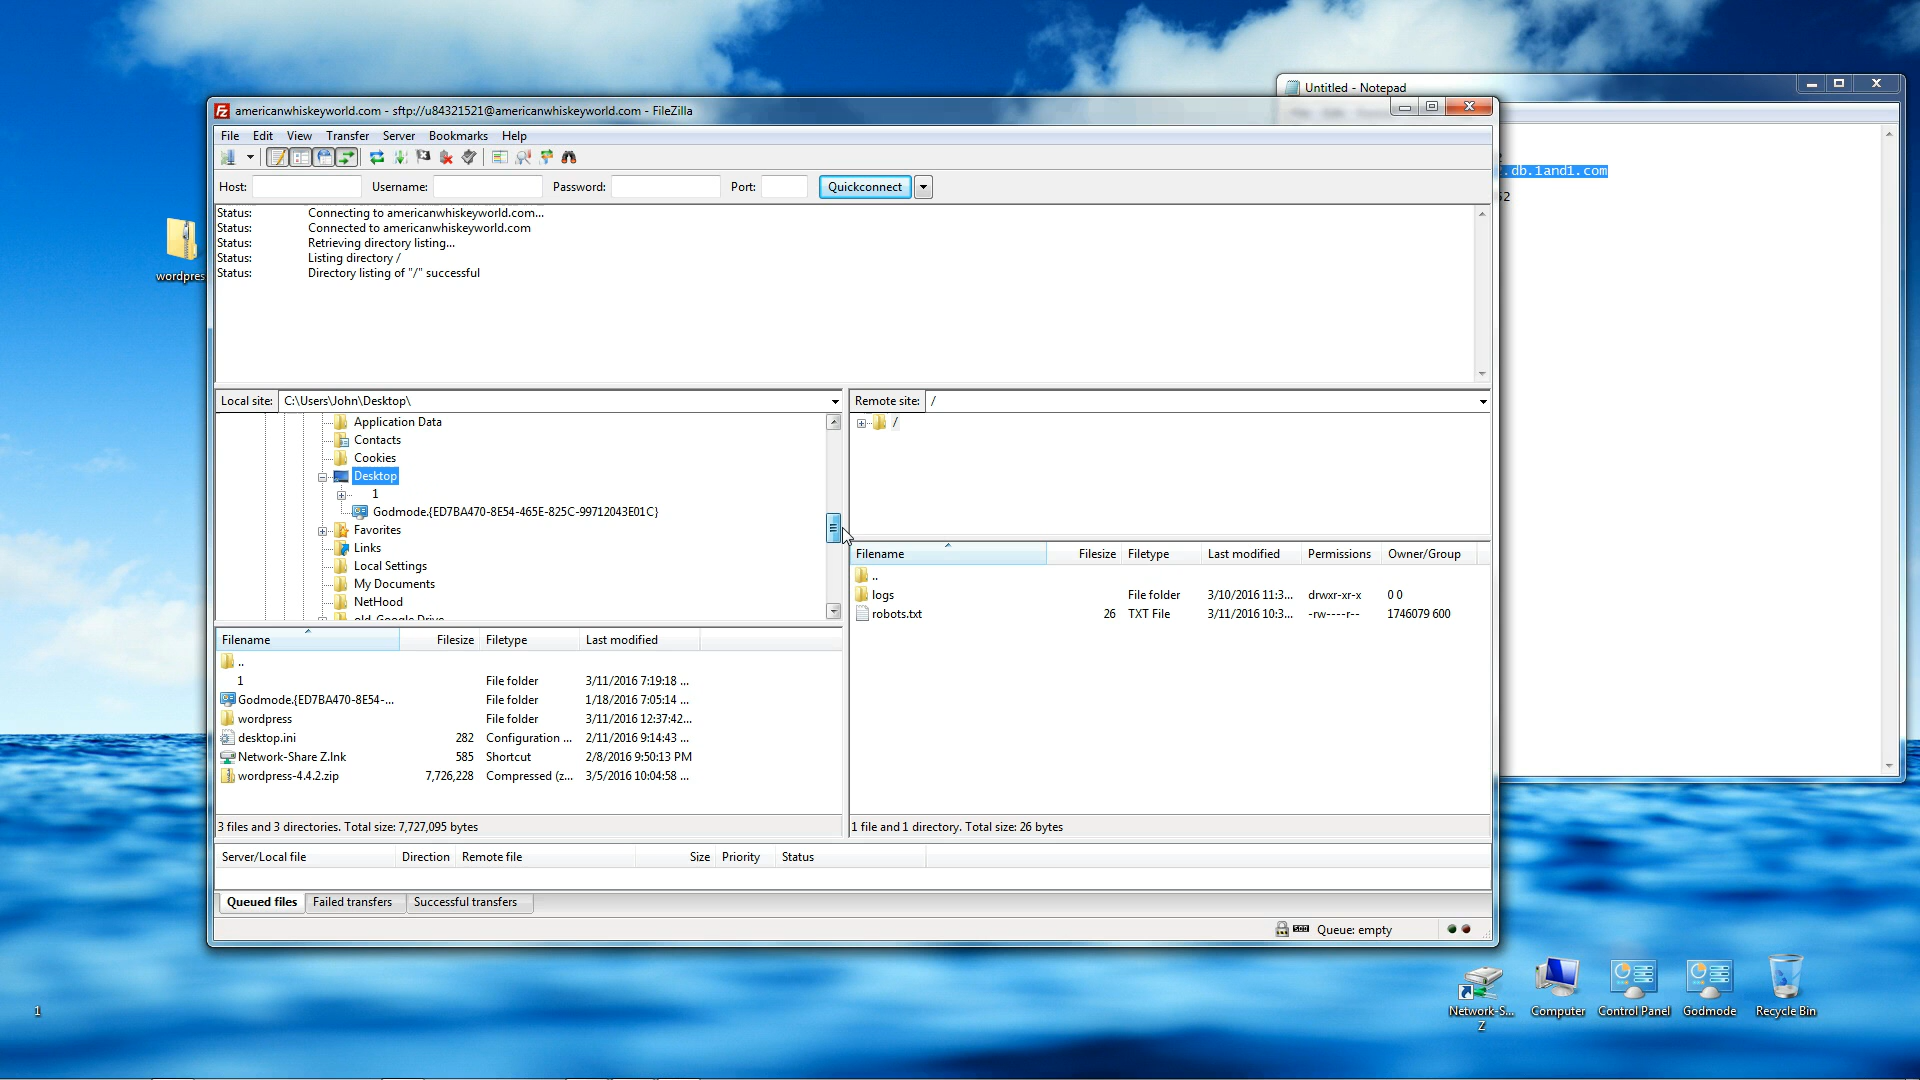 Untitled - Notepad
americanwhiskeyworld.com - sftp://u84321521@americanwhiskeyworld.com - FileZilla
File Edit View Transfer Server Bookmarks Help
Host: Username: Password: Port: Quickconnect
.db.1and1.com
52
Status: Connecting to americanwhiskeyworld.com...
Status: Connected to americanwhiskeyworld.com
Status: Retrieving directory listing...
Status: Listing directory /
Status: Directory listing of "/" successful
wordpres
Local site: C:\Users\John\Desktop\
Remote site: /
Application Data
/
Contacts
Cookies
Desktop
1
Godmode.{ED7BA470-8E54-465E-825C-99712043E01C}
Favorites
Links
Local Settings
My Documents
NetHood
old Google Drive
Filename Filesize Filetype Last modified Permissions Owner/Group
..
logs File folder 3/10/2016 11:3... drwxr-xr-x 0 0
robots.txt 26 TXT File 3/11/2016 10:3... -rw----r-- 1746079 600
Filename Filesize Filetype Last modified
..
1 File folder 3/11/2016 7:19:18 ...
Godmode.{ED7BA470-8E54-... File folder 1/18/2016 7:05:14 ...
wordpress File folder 3/11/2016 12:37:42...
desktop.ini 282 Configuration ... 2/11/2016 9:14:43 ...
Network-Share Z.lnk 585 Shortcut 2/8/2016 9:50:13 PM
wordpress-4.4.2.zip 7,726,228 Compressed (z... 3/5/2016 10:04:58 ...
3 files and 3 directories. Total size: 7,727,095 bytes
1 file and 1 directory. Total size: 26 bytes
Server/Local file Direction Remote file Size Priority Status
Queued files Failed transfers Successful transfers
Queue: empty
1
Network-S... Z
Computer
Control Panel
Godmode
Recycle Bin